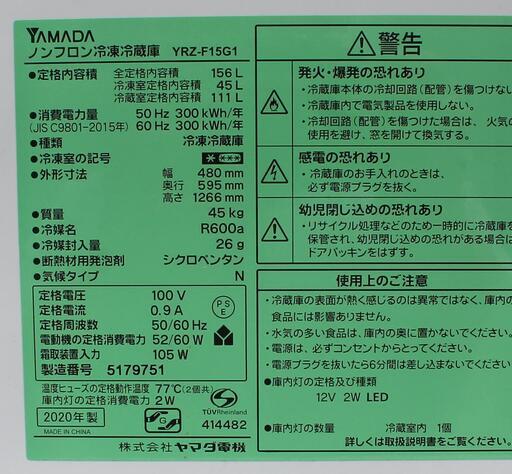 YAMADA
ノンフロン冷凍冷蔵庫 YRZ-F15G1
●定格内容積 全定格内容積 156 L
冷凍室定格内容積 45 L
冷蔵室定格内容積 111 L
●消費電力量 50 Hz 300 kWh/年
(JIS C9801-2015年) 60 Hz 300 kWh/年
●種類 冷凍冷蔵庫
●冷凍室の記号
●外形寸法 幅 480 mm
奥行 595 mm
高さ 1266 mm
●質量 45 kg
●冷媒名 R600a
●冷媒封入量 26 g
●断熱材用発泡剤 シクロペンタン
●気候タイプ N
定格電圧 100 V
定格電流 0.9 A
定格周波数 50/60 Hz
電動機の定格消費電力 52/60 W
霜取装置入力 105 W
製造番号 5179751
PSE
温度ヒューズの定格動作温度 77℃(2個共)
庫内灯の定格消費電力 2 W
2020年製
MADE IN CHINA
G
TÜVRheinland
414482
株式会社 ヤマダ電機
警告
発火・爆発の恐れあり
・冷蔵庫本体の冷却回路(配管)を傷つけない
・冷蔵庫内で電気製品を使用しない。
・冷却回路(配管)を傷つけた場合は、火気の
使用を避け、窓を開けて換気する。
感電の恐れあり
・冷蔵庫のお手入れのときは、
必ず電源プラグを抜く。
幼児閉じ込めの恐れあり
・リサイクル処理などのため一時的に冷蔵庫を
保管され、幼児閉じ込めの恐れがある場合は
ドアパッキンをはずす。
使用上のご注意
・冷蔵庫の表面が熱く感じるのは異常ではなく、庫内の
食品には影響ありません。
・水気の多い食品は、庫内の奥に置かないでください。
・電源は、必ずコンセントからとってください。
・電源プラグを抜いたら6分間は差し込まないでください
●庫内灯の定格及び種類
12V 2W LED
●庫内灯の数量 冷蔵室内 1個
詳しくは取扱説明書をご覧ください。